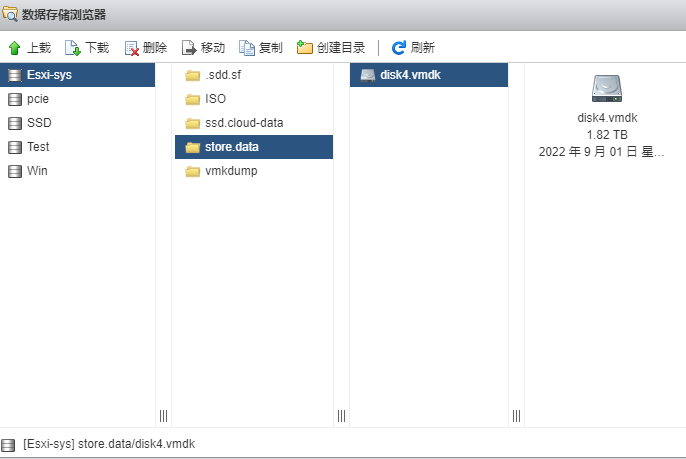 数据存储浏览器
上载 下载 删除 移动 复制 创建目录 刷新
Esxi-sys
pcie
SSD
Test
Win
.sdd.sf
ISO
ssd.cloud-data
store.data
vmkdump
disk4.vmdk
disk4.vmdk
1.82 TB
2022 年 9 月 01 日 星...
[Esxi-sys] store.data/disk4.vmdk